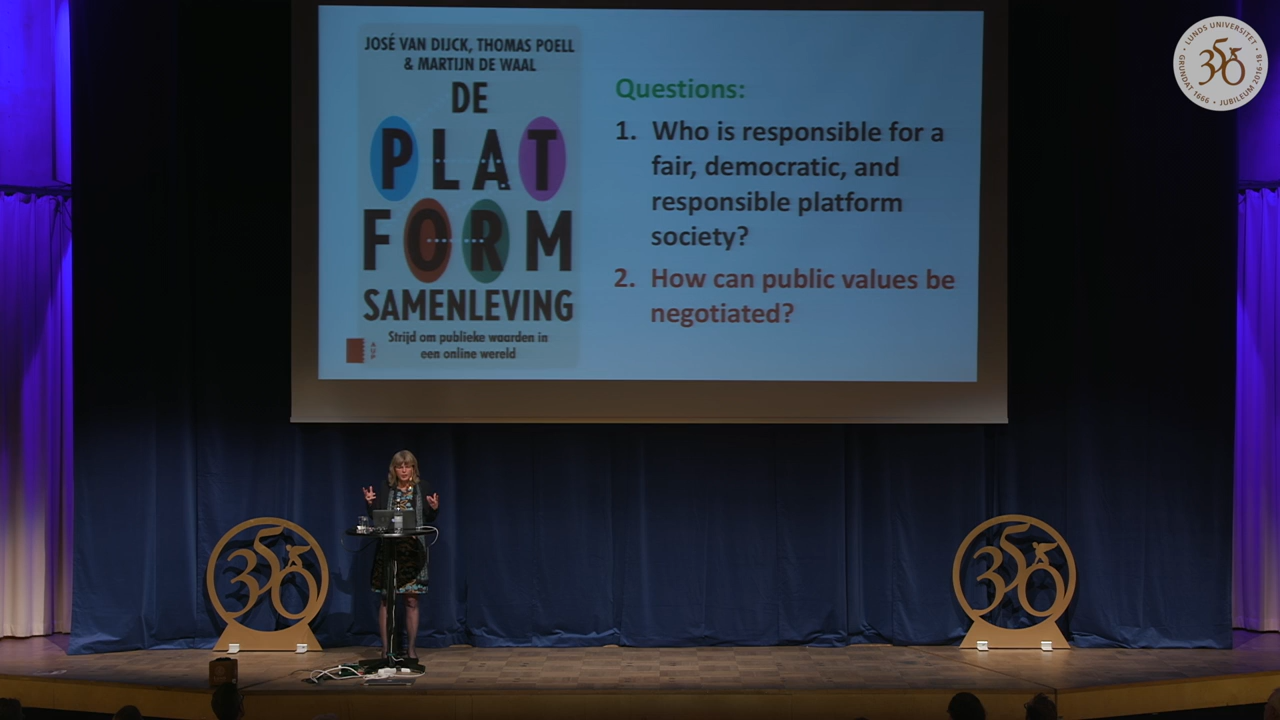 JOSÉ VAN DIJCK, THOMAS POELL
& MARTIJN DE WAAL
DE
PLAT
FORM
SAMENLEVING
Strijd om publieke waarden in
een online wereld
AUP
Questions:
1. Who is responsible for a
fair, democratic, and
responsible platform
society?
2. How can public values be
negotiated?
LUNDS UNIVERSITET
350
GRUNDAT 1666 • JUBILEUM 2016-18
350
350